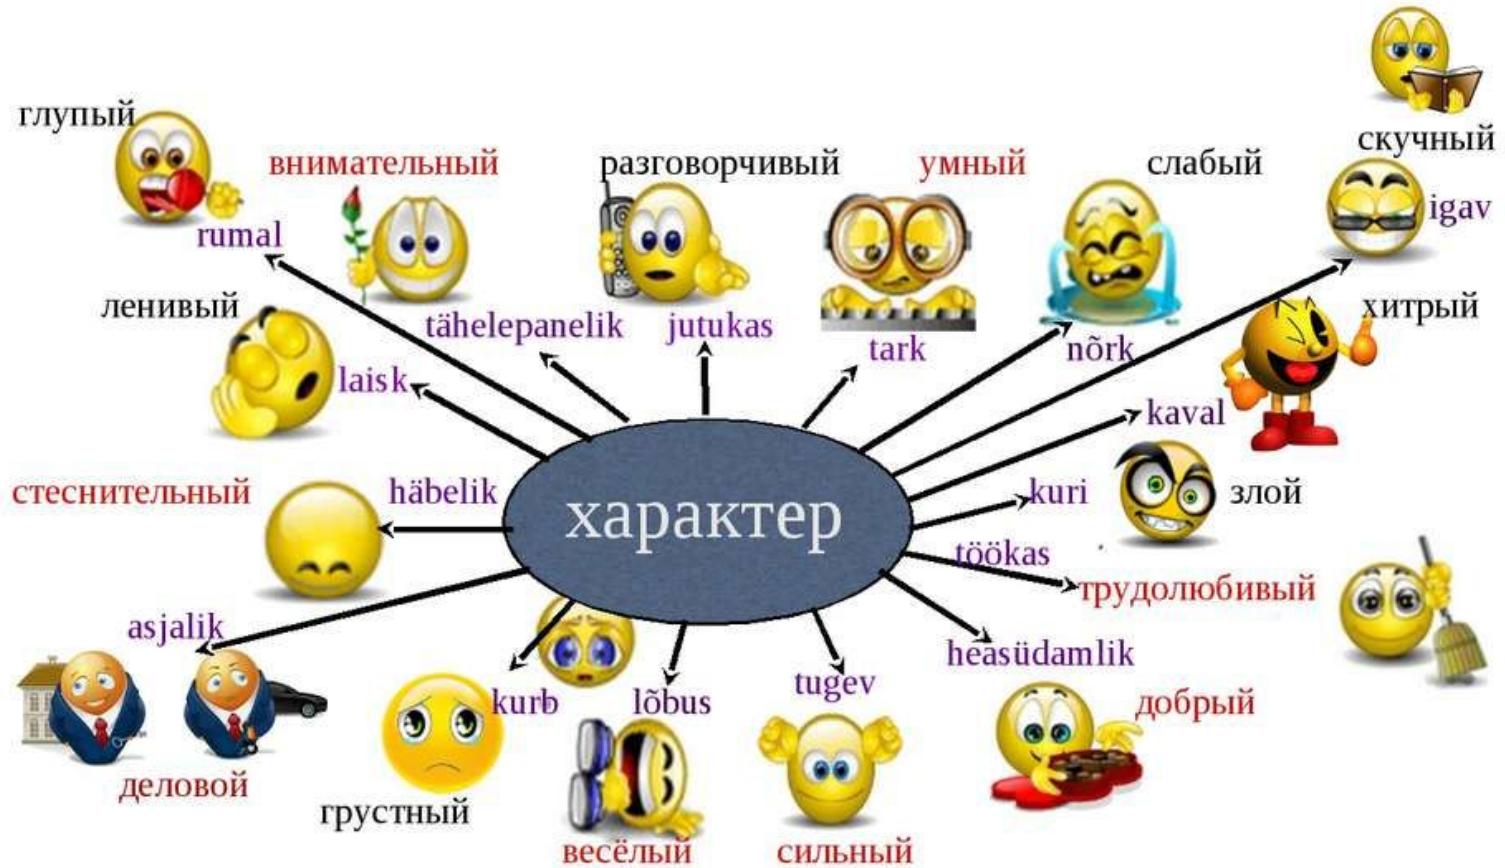 глупый
внимательный
разговорчивый
умный
слабый
скучный
rumal
igav
ленивый
tähelepanelik
jutukas
tark
nõrk
хитрый
laisk
kaval
стеснительный
häbelik
характер
kuri
злой
töökas
трудолюбивый
asjalik
heasüdamlik
kurb
lõbus
tugev
добрый
деловой
грустный
весёлый
сильный